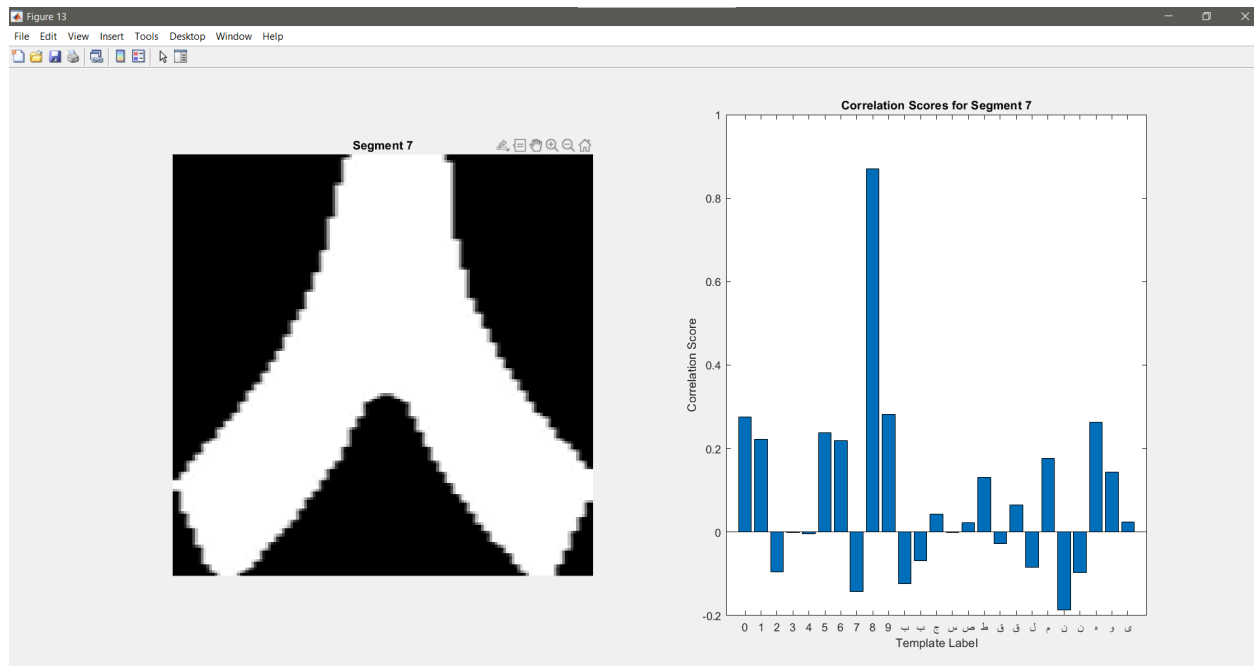 Figure 13
File Edit View Insert Tools Desktop Window Help
Segment 7
Correlation Scores for Segment 7
Correlation Score
1
0.8
0.6
0.4
0.2
0
-0.2
0 1 2 3 4 5 6 7 8 9 ب ب ج س ص ط ق ق ل م ن ن ه و ی
Template Label